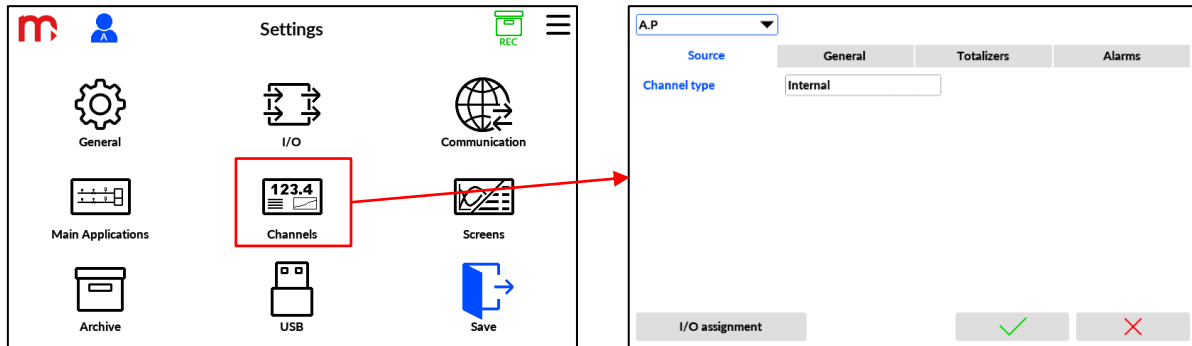 A
Settings
REC
General
I/O
Communication
123.4
Main Applications
Channels
Screens
Archive
USB
Save
A.P
Source General Totalizers Alarms
Channel type Internal
I/O assignment